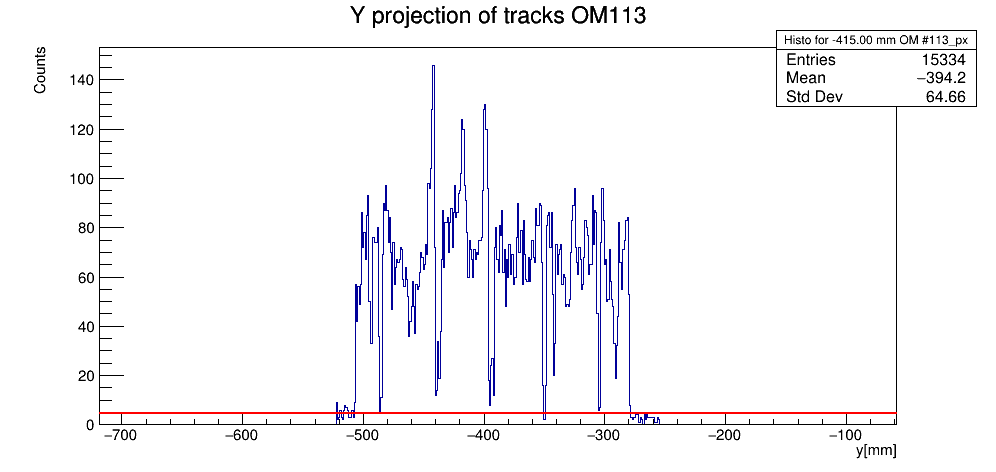 Y projection of tracks OM113
Histo for -415.00 mm OM #113_px
Entries 15334
Mean −394.2
Std Dev 64.66
Counts
140
120
100
80
60
40
20
0
−700 −600 −500 −400 −300 −200 −100
y[mm]